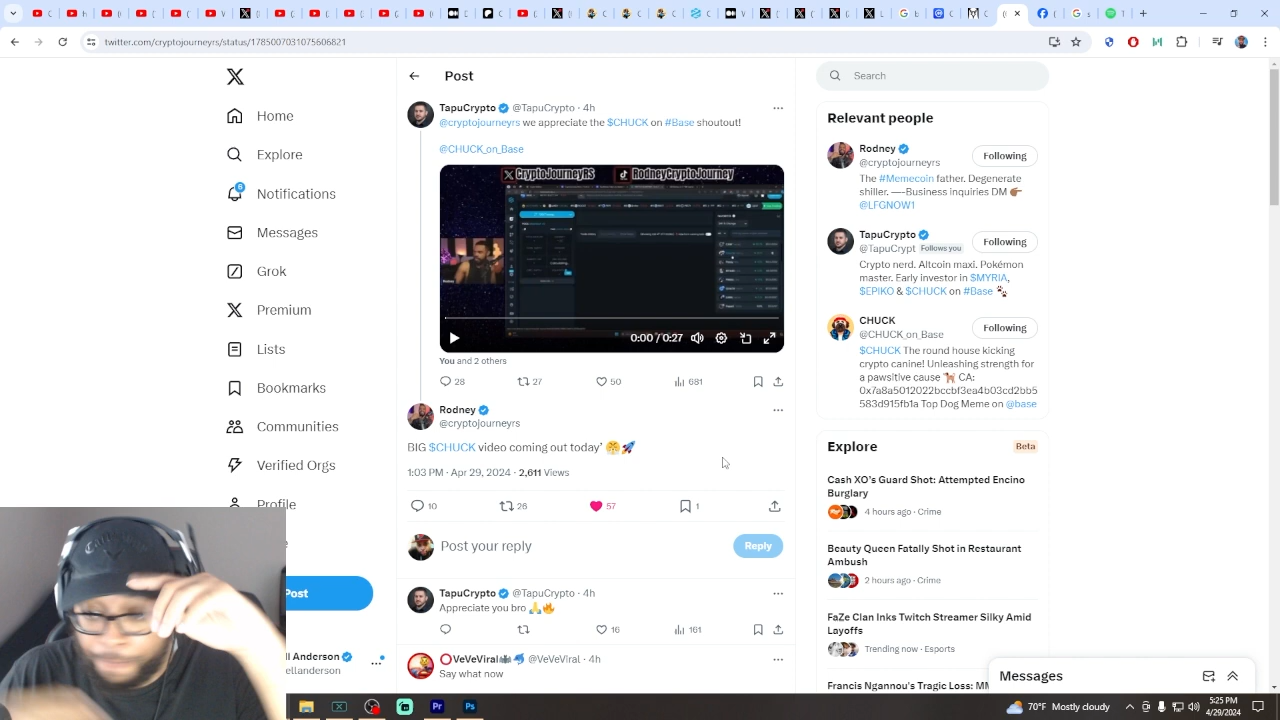 twitter.com/cryptojourneyrs/status/1785007031075606821
Home
Explore
6
Notifications
Messages
Grok
Premium
Lists
Bookmarks
Communities
Verified Orgs
Profile
Post
ll Anderson
ellanderson
Post
TapuCrypto @TapuCrypto · 4h
@cryptojourneyrs we appreciate the $CHUCK on #Base shoutout!
@CHUCK_on_Base
CryptoJourneyRS
RodneyCryptoJourney
0:00 / 0:27
You and 2 others
28 27 50 681
Rodney
@cryptojourneyrs
BIG $CHUCK video coming out today' 😤🚀
1:03 PM · Apr 29, 2024 · 2,611 Views
10 26 57 1
Post your reply
Reply
TapuCrypto @TapuCrypto · 4h
Appreciate you bro 🙏🔥
16 161
VeVeViral @VeVeViral · 4h
Say what now
Search
Relevant people
Rodney
@cryptojourneyrs
Following
The #Memecoin father. Degenerate
shiller. —Business inquiries DM 👉🏽
@LFGNOW1
TapuCrypto
@TapuCrypt Follows you
Following
Crypto nerd. Altcoin maxi. Pokémon
master. Early investor in $MYRIA,
$EPIKO & $CHUCK on #Base
CHUCK
@CHUCK_on_Base
Following
$CHUCK The round house kicking
crypto canine! Unleashing strength for
a pawsitive cause 🐕 CA:
0x7a8a5012022bccbf3ea4b03cd2bb5
583d915fb1a Top Dog Meme on @base
Explore
Beta
Cash XO's Guard Shot: Attempted Encino
Burglary
4 hours ago · Crime
Beauty Queen Fatally Shot in Restaurant
Ambush
2 hours ago · Crime
FaZe Clan Inks Twitch Streamer Silky Amid
Layoffs
Trending now · Esports
Francis Ngannou's Tragic Loss:
Messages
70°F Mostly cloudy
5:25 PM
4/29/2024